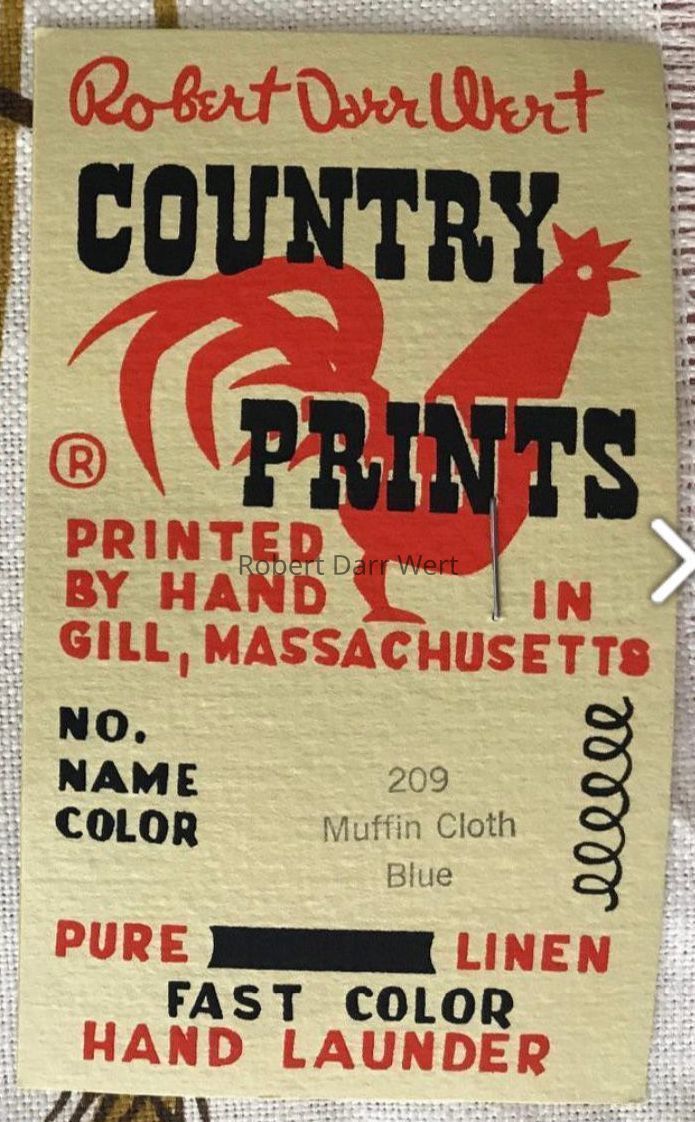 Robert Darr Wert
COUNTRY
PRINTS
®
PRINTED
BY HAND IN
GILL, MASSACHUSETTS
Robert Darr Wert
NO. 209
NAME Muffin Cloth
COLOR Blue
PURE LINEN
FAST COLOR
HAND LAUNDER